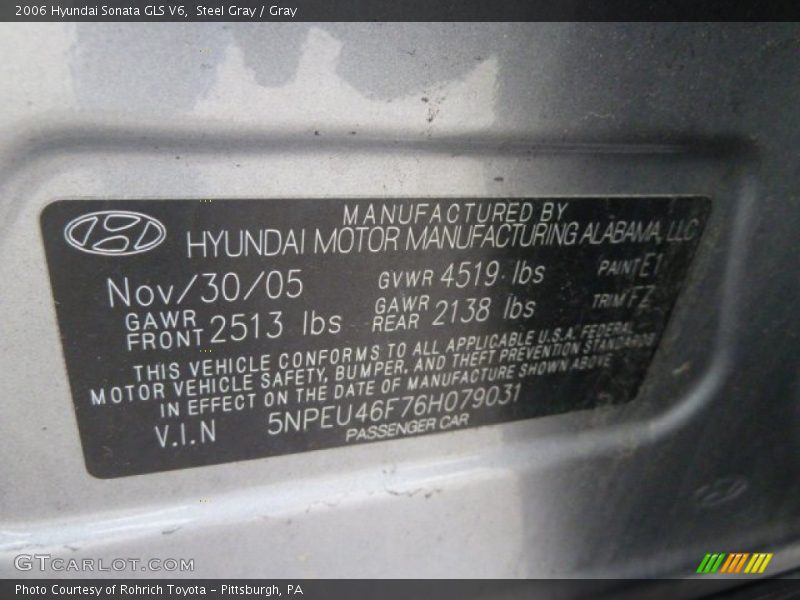 2006 Hyundai Sonata GLS V6,  Steel Gray / Gray
MANUFACTURED BY
HYUNDAI MOTOR MANUFACTURING ALABAMA, LLC
Nov/30/05 GVWR 4519 lbs PAINT E1
GAWR FRONT 2513 lbs GAWR REAR 2138 lbs TRIM FZ
THIS VEHICLE CONFORMS TO ALL APPLICABLE U.S.A. FEDERAL
MOTOR VEHICLE SAFETY, BUMPER, AND THEFT PREVENTION STANDARDS
IN EFFECT ON THE DATE OF MANUFACTURE SHOWN ABOVE
V.I.N 5NPEU46F76H079031
PASSENGER CAR
GTCARLOT.COM
Photo Courtesy of Rohrich Toyota - Pittsburgh, PA